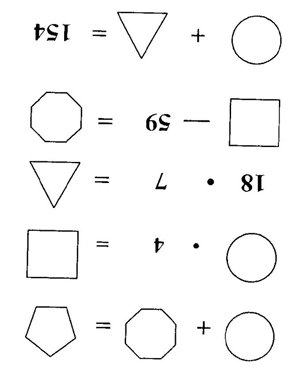 + =
• 4 =
18 • 7 =
— 59 =
+ = 154